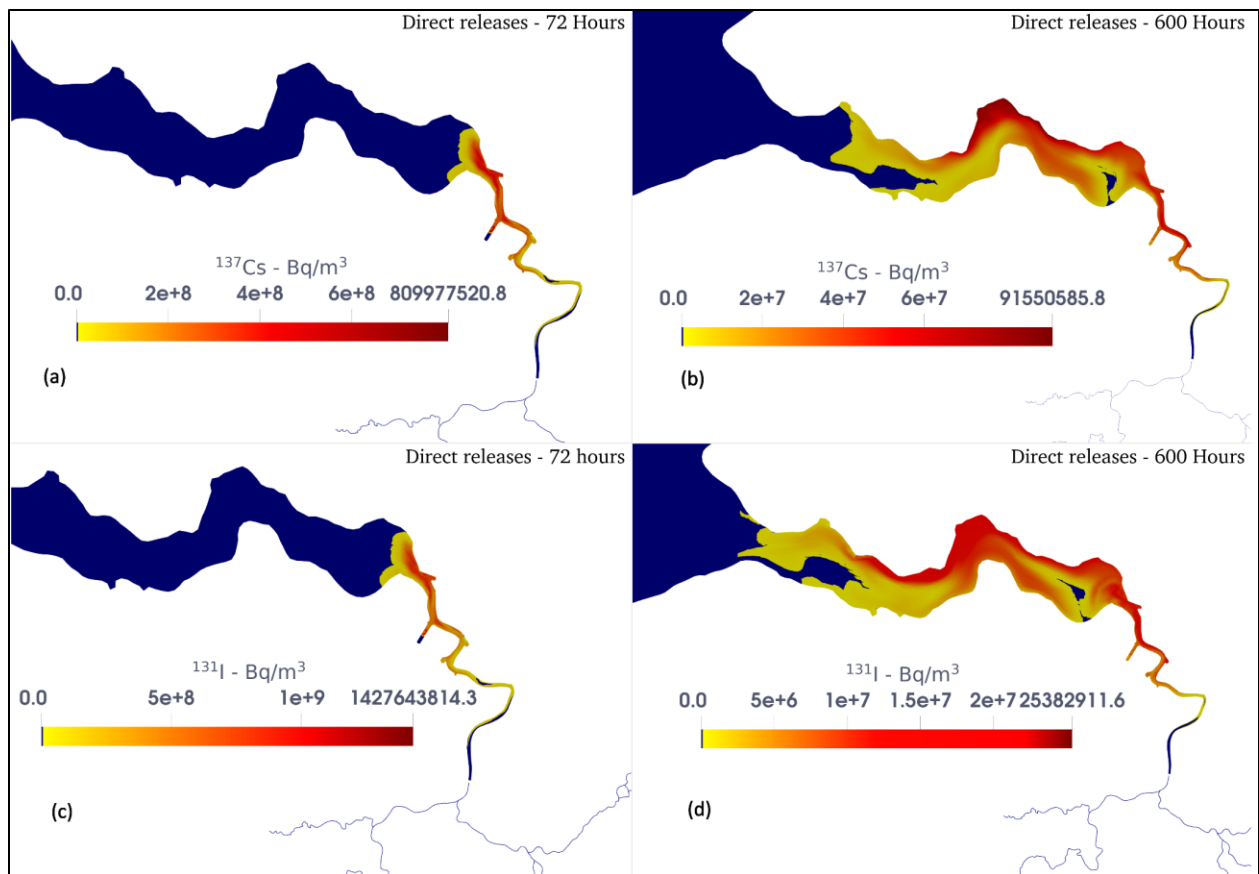 Direct releases - 72 Hours
¹³⁷Cs - Bq/m³
0.0 2e+8 4e+8 6e+8 809977520.8
(a)
Direct releases - 600 Hours
¹³⁷Cs - Bq/m³
0.0 2e+7 4e+7 6e+7 91550585.8
(b)
Direct releases - 72 hours
¹³¹I - Bq/m³
0.0 5e+8 1e+9 1427643814.3
(c)
Direct releases - 600 Hours
¹³¹I - Bq/m³
0.0 5e+6 1e+7 1.5e+7 2e+7 25382911.6
(d)